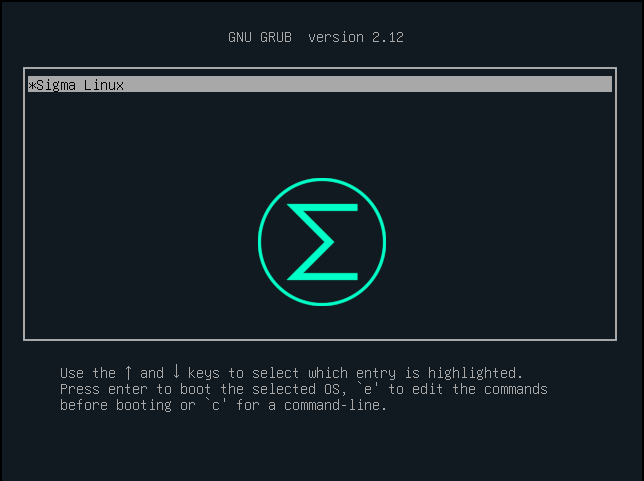 GNU GRUB  version 2.12
*Sigma Linux
Σ
Use the ↑ and ↓ keys to select which entry is highlighted.
Press enter to boot the selected OS, `e' to edit the commands
before booting or `c' for a command-line.